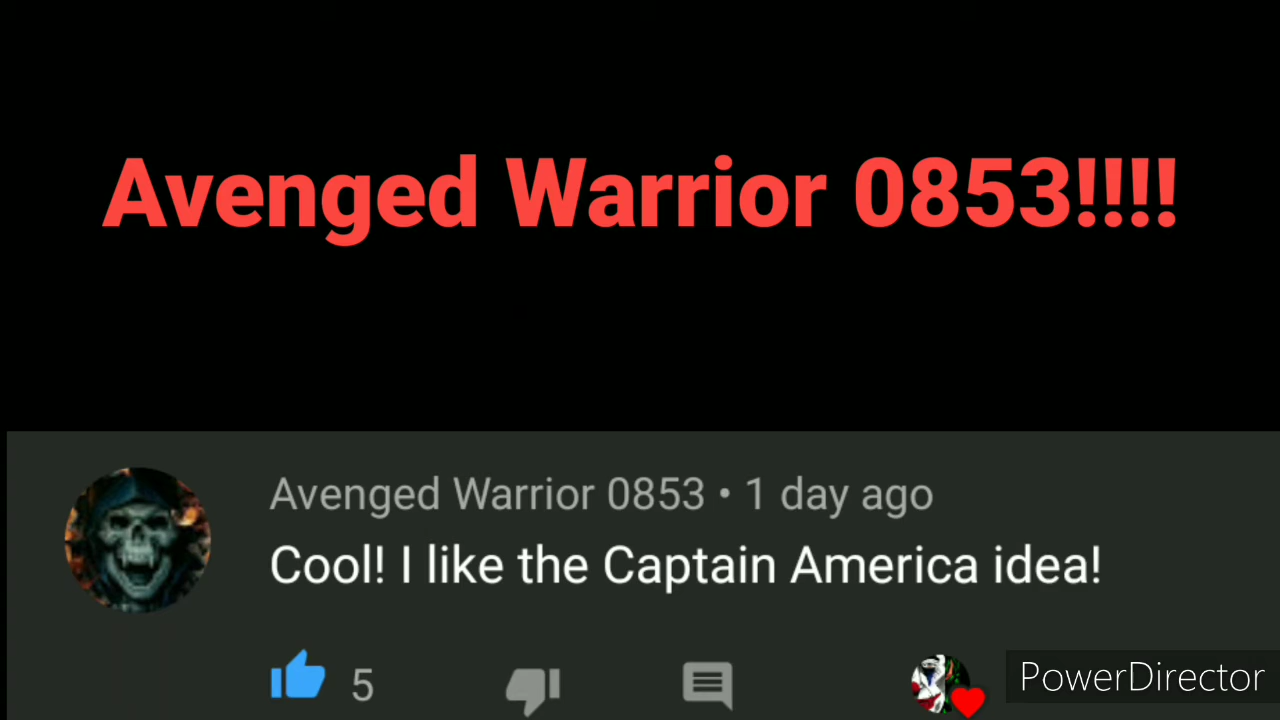 Avenged Warrior 0853!!!!
Avenged Warrior 0853 • 1 day ago
Cool! I like the Captain America idea!
5
PowerDirector